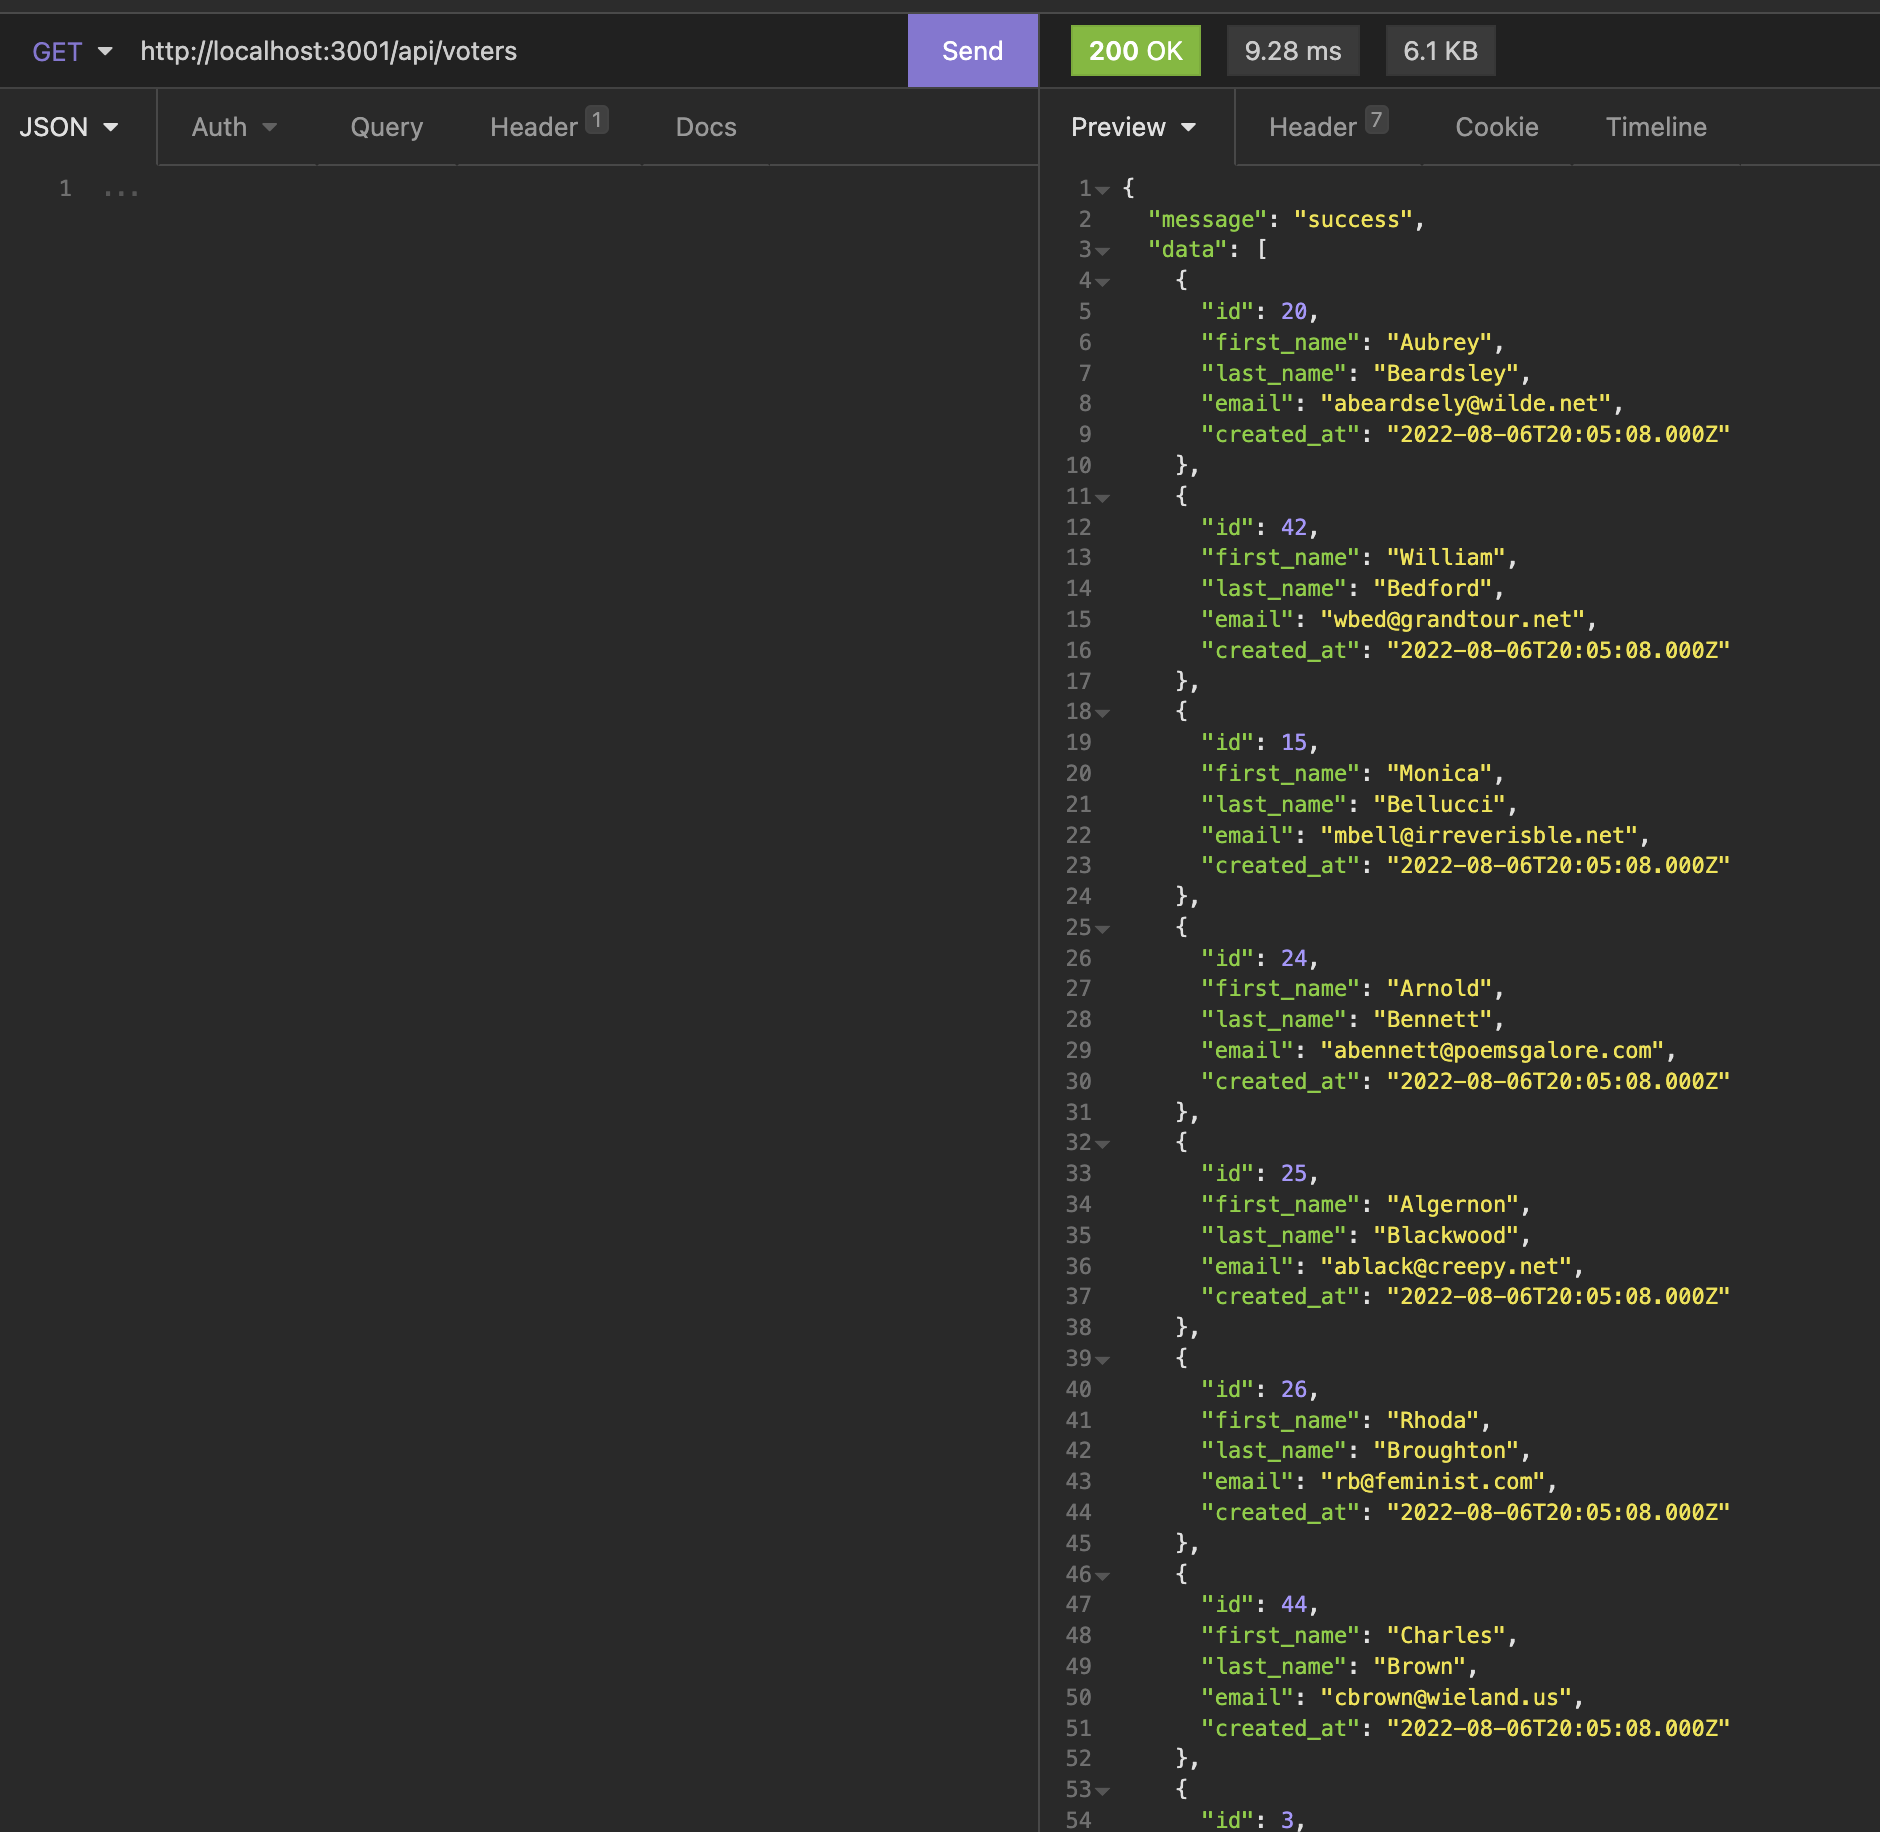 GET http://localhost:3001/api/voters Send 200 OK 9.28 ms 6.1 KB
JSON Auth Query Header 1 Docs
1 ...
Preview Header 7 Cookie Timeline
1 {
2 "message": "success",
3 "data": [
4 {
5 "id": 20,
6 "first_name": "Aubrey",
7 "last_name": "Beardsley",
8 "email": "abeardsely@wilde.net",
9 "created_at": "2022-08-06T20:05:08.000Z"
10 },
11 {
12 "id": 42,
13 "first_name": "William",
14 "last_name": "Bedford",
15 "email": "wbed@grandtour.net",
16 "created_at": "2022-08-06T20:05:08.000Z"
17 },
18 {
19 "id": 15,
20 "first_name": "Monica",
21 "last_name": "Bellucci",
22 "email": "mbell@irreverisble.net",
23 "created_at": "2022-08-06T20:05:08.000Z"
24 },
25 {
26 "id": 24,
27 "first_name": "Arnold",
28 "last_name": "Bennett",
29 "email": "abennett@poemsgalore.com",
30 "created_at": "2022-08-06T20:05:08.000Z"
31 },
32 {
33 "id": 25,
34 "first_name": "Algernon",
35 "last_name": "Blackwood",
36 "email": "ablack@creepy.net",
37 "created_at": "2022-08-06T20:05:08.000Z"
38 },
39 {
40 "id": 26,
41 "first_name": "Rhoda",
42 "last_name": "Broughton",
43 "email": "rb@feminist.com",
44 "created_at": "2022-08-06T20:05:08.000Z"
45 },
46 {
47 "id": 44,
48 "first_name": "Charles",
49 "last_name": "Brown",
50 "email": "cbrown@wieland.us",
51 "created_at": "2022-08-06T20:05:08.000Z"
52 },
53 {
54 "id": 3,